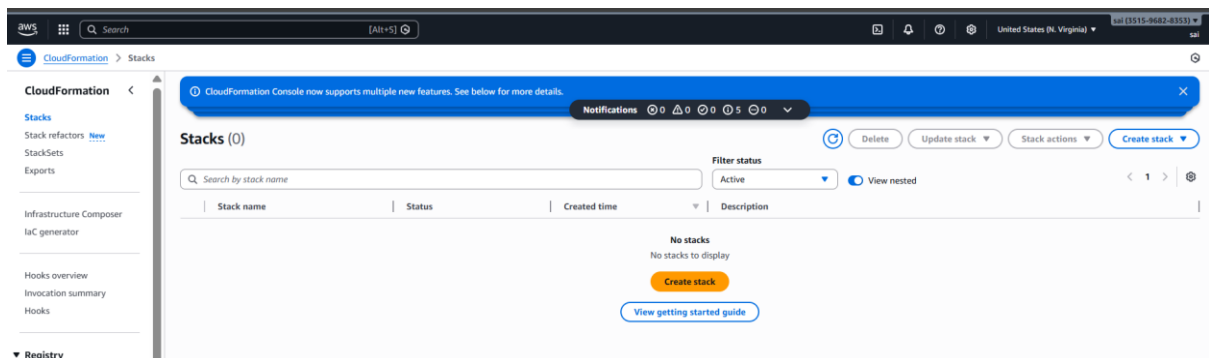 aws
Search
[Alt+S]
United States (N. Virginia)
sai (3515-9682-8353)
sai
CloudFormation > Stacks
CloudFormation
Stacks
Stack refactors New
StackSets
Exports
Infrastructure Composer
IaC generator
Hooks overview
Invocation summary
Hooks
Registry
CloudFormation Console now supports multiple new features. See below for more details.
Notifications 0 0 0 5 0
Stacks (0)
Delete
Update stack
Stack actions
Create stack
Filter status
Search by stack name
Active
View nested
1
Stack name
Status
Created time
Description
No stacks
No stacks to display
Create stack
View getting started guide